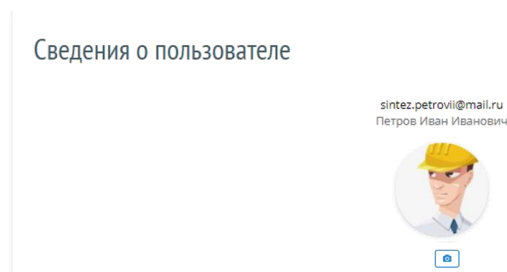 Сведения о пользователе
sintez.petrovii@mail.ru
Петров Иван Иванович